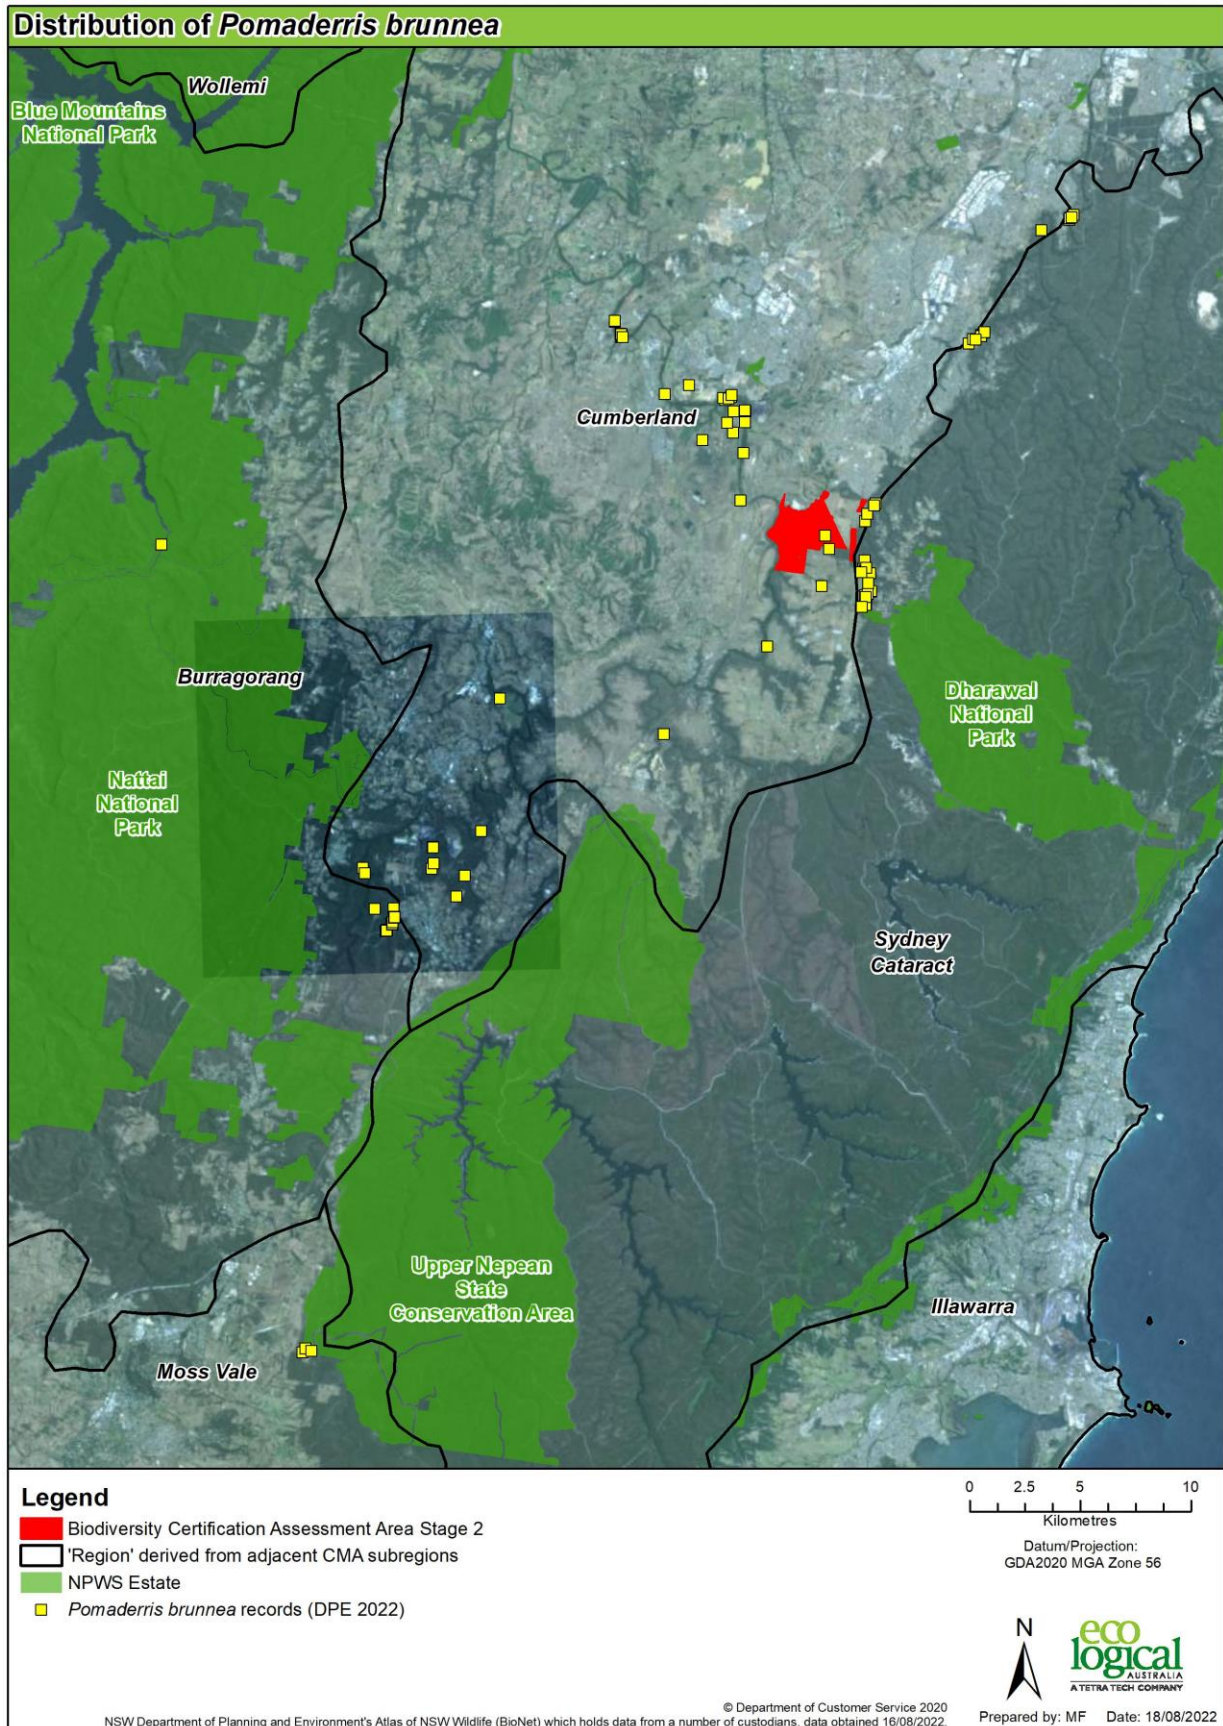 Distribution of Pomaderris brunnea
Wollemi
Blue Mountains
National Park
Cumberland
Burragorang
Dharawal
National
Park
Nattai
National
Park
Sydney
Cataract
Upper Nepean
State
Conservation Area
Illawarra
Moss Vale
Legend
Biodiversity Certification Assessment Area Stage 2
'Region' derived from adjacent CMA subregions
NPWS Estate
Pomaderris brunnea records (DPE 2022)
0 2.5 5 10
Kilometres
Datum/Projection:
GDA2020 MGA Zone 56
N
eco
logical
AUSTRALIA
A TETRA TECH COMPANY
© Department of Customer Service 2020
NSW Department of Planning and Environment's Atlas of NSW Wildlife (BioNet) which holds data from a number of custodians, data obtained 16/08/2022.
Prepared by: MF Date: 18/08/2022